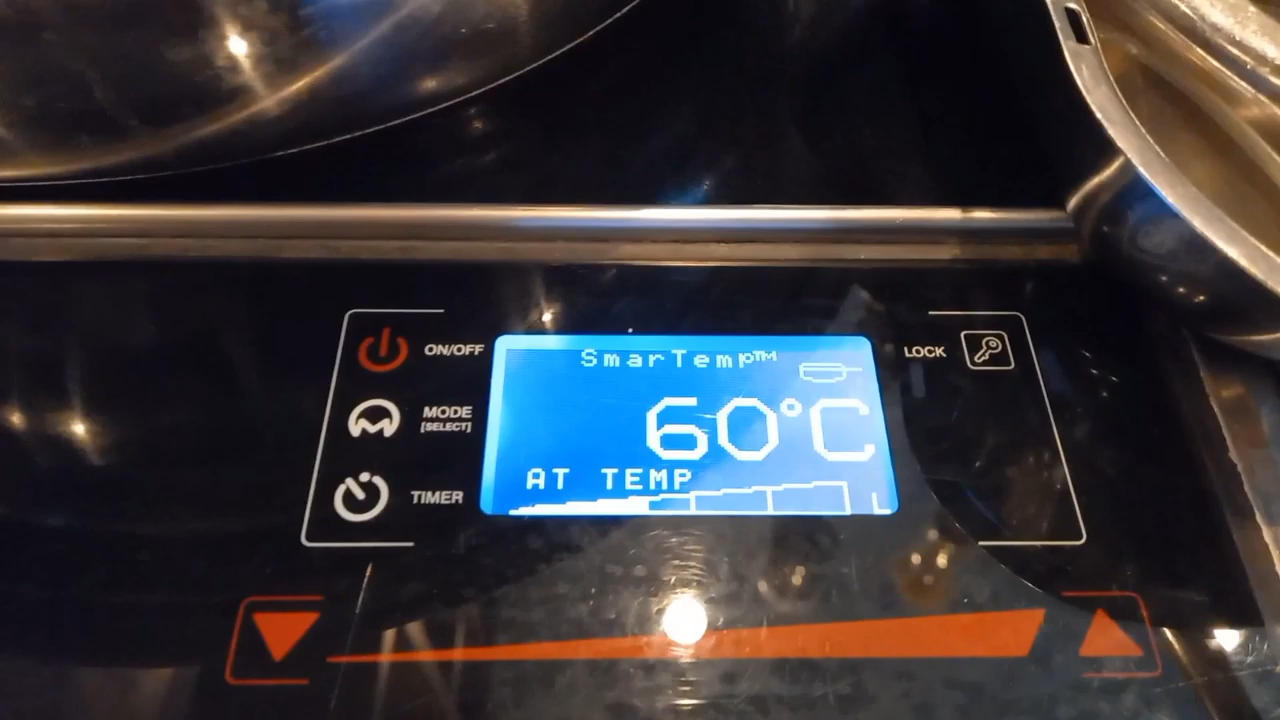 ON/OFF
MODE
[SELECT]
TIMER
SmarTemp™
60°C
AT TEMP
LOCK